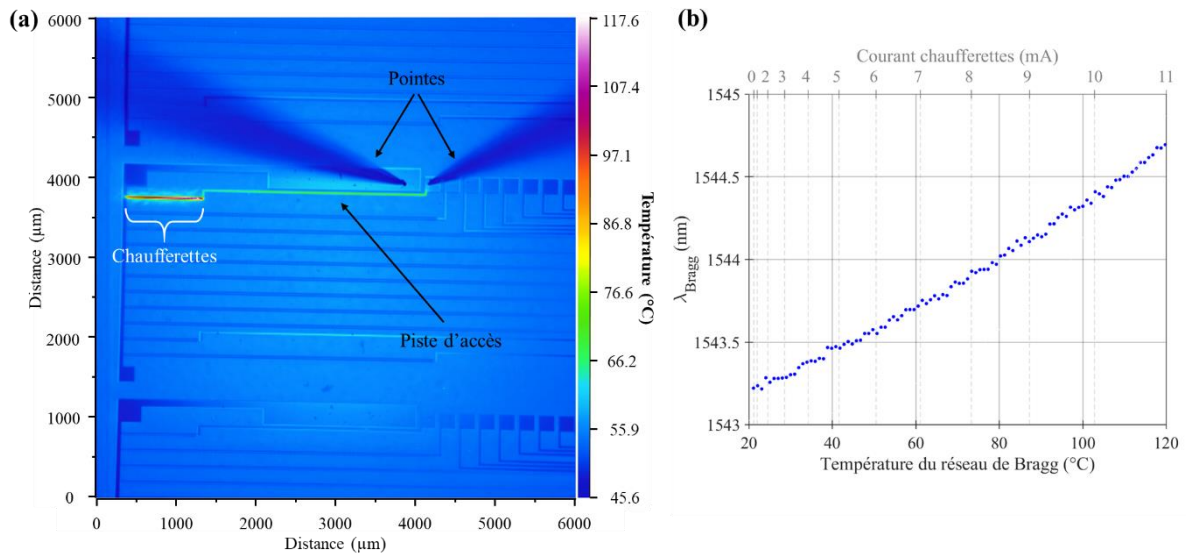 (a)
6000
5000
4000
3000
2000
1000
0
Distance (µm)
Pointes
Chaufferettes
Piste d’accès
0 1000 2000 3000 4000 5000 6000
Distance (µm)
117.6
107.4
97.1
86.8
76.6
66.2
55.9
45.6
Température (°C)
(b)
Courant chaufferettes (mA)
0 2 3 4 5 6 7 8 9 10 11
1545
1544.5
1544
1543.5
1543
λBragg (nm)
20 40 60 80 100 120
Température du réseau de Bragg (°C)